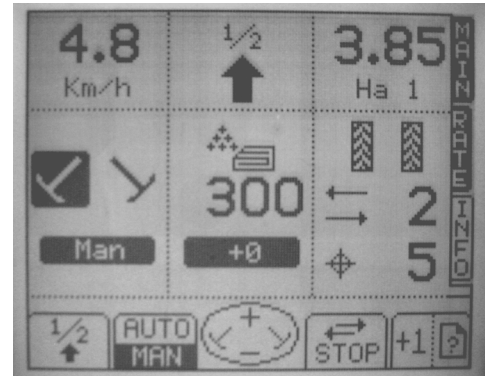 4.8
Km/h
1/2
3.85
Ha 1
MAIN
RATE
INFO
300
2
5
Man
+0
1/2
AUTO
MAN
+
-
STOP
+1
?